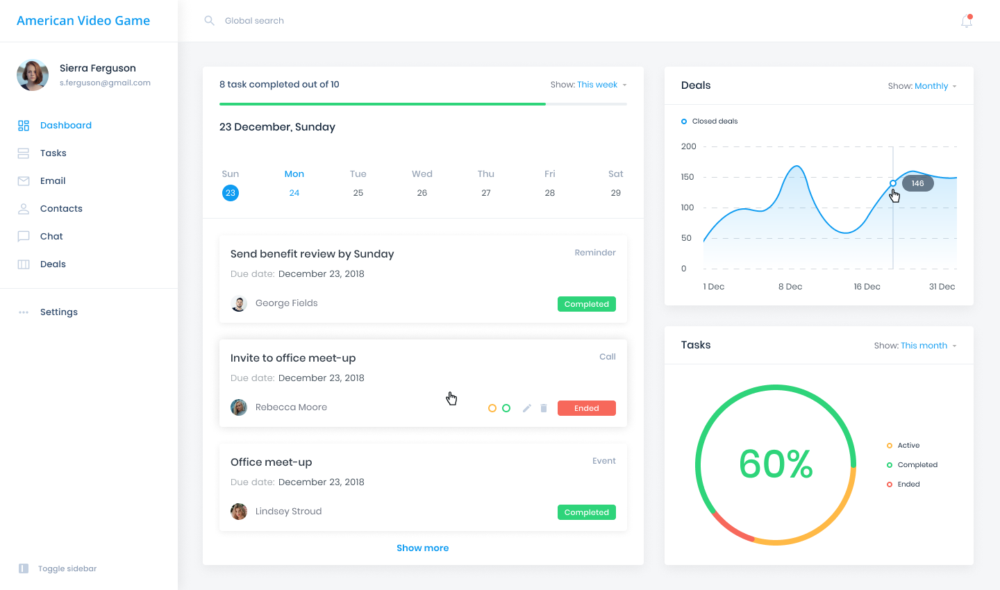 American Video Game
Global search
Sierra Ferguson
s.ferguson@gmail.com
Dashboard
Tasks
Email
Contacts
Chat
Deals
Settings
Toggle sidebar
8 task completed out of 10
Show: This week
23 December, Sunday
Sun Mon Tue Wed Thu Fri Sat
23 24 25 26 27 28 29
Send benefit review by Sunday
Reminder
Due date: December 23, 2018
George Fields
Completed
Invite to office meet-up
Call
Due date: December 23, 2018
Rebecca Moore
Ended
Office meet-up
Event
Due date: December 23, 2018
Lindsey Stroud
Completed
Show more
Deals
Show: Monthly
Closed deals
200
150
146
100
50
0
1 Dec 8 Dec 16 Dec 31 Dec
Tasks
Show: This month
60%
Active
Completed
Ended